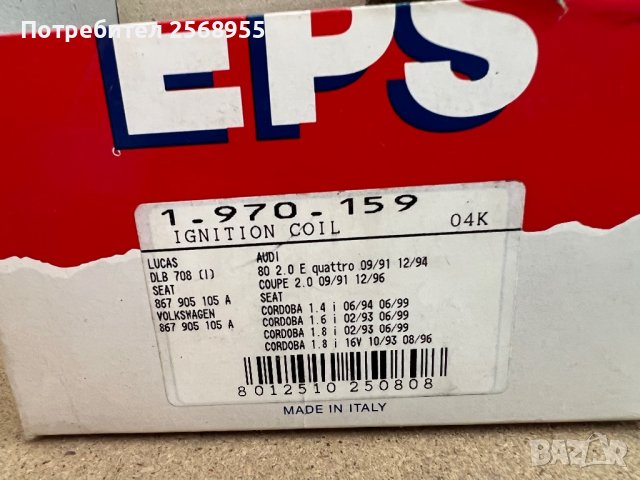 Потребител 2568955
EPS
1-970-159
IGNITION COIL 04K
LUCAS
DLB 708 (I)
SEAT
867 905 105 A
VOLKSWAGEN
867 905 105 A
AUDI
80 2.0 E quattro 09/91 12/94
COUPE 2.0 09/91 12/96
SEAT
CORDOBA 1.4 i 06/94 06/99
CORDOBA 1.6 i 02/93 06/99
CORDOBA 1.8 i 02/93 06/99
CORDOBA 1.8 i 16V 10/93 08/96
8 012510 250808
MADE IN ITALY
BAZAR